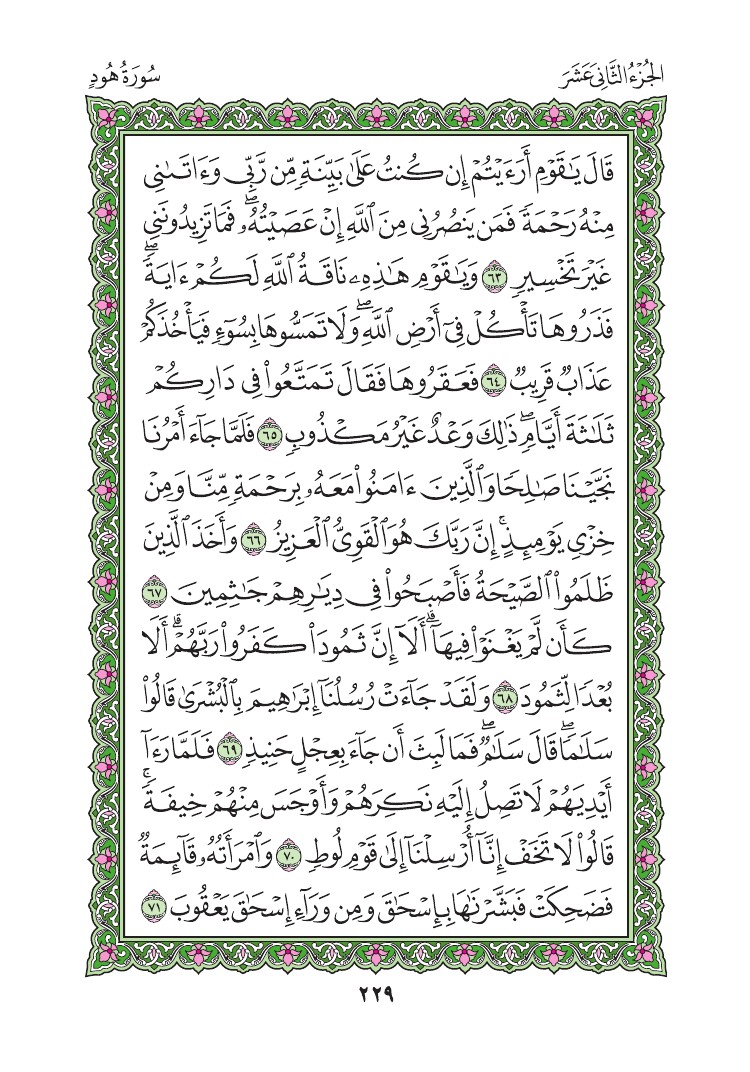 الجُزْءُ الثَّانِي عَشَرَ
سُورَةُ هُودٍ
قَالَ يَٰقَوْمِ أَرَءَيْتُمْ إِن كُنتُ عَلَىٰ بَيِّنَةٍ مِّن رَّبِّي وَءَاتَىٰنِي
مِنْهُ رَحْمَةً فَمَن يَنصُرُنِي مِنَ ٱللَّهِ إِنْ عَصَيْتُهُۥۖ فَمَا تَزِيدُونَنِي
غَيْرَ تَخْسِيرٍ ٦٣ وَيَٰقَوْمِ هَٰذِهِۦ نَاقَةُ ٱللَّهِ لَكُمْ ءَايَةًۖ
فَذَرُوهَا تَأْكُلْ فِيٓ أَرْضِ ٱللَّهِۖ وَلَا تَمَسُّوهَا بِسُوٓءٍ فَيَأْخُذَكُمْ
عَذَابٌ قَرِيبٌ ٦٤ فَعَقَرُوهَا فَقَالَ تَمَتَّعُوا۟ فِي دَارِكُمْ
ثَلَٰثَةَ أَيَّامٍۖ ذَٰلِكَ وَعْدٌ غَيْرُ مَكْذُوبٍ ٦٥ فَلَمَّا جَآءَ أَمْرُنَا
نَجَّيْنَا صَٰلِحًا وَٱلَّذِينَ ءَامَنُوا۟ مَعَهُۥ بِرَحْمَةٍ مِّنَّا وَمِنْ
خِزْيِ يَوْمِئِذٍۚ إِنَّ رَبَّكَ هُوَ ٱلْقَوِيُّ ٱلْعَزِيزُ ٦٦ وَأَخَذَ ٱلَّذِينَ
ظَلَمُوا۟ ٱلصَّيْحَةُ فَأَصْبَحُوا۟ فِي دِيَٰرِهِمْ جَٰثِمِينَ ٦٧
كَأَن لَّمْ يَغْنَوْا۟ فِيهَآۗ أَلَآ إِنَّ ثَمُودَا۟ كَفَرُوا۟ رَبَّهُمْۗ أَلَا
بُعْدًا لِّثَمُودَ ٦٨ وَلَقَدْ جَآءَتْ رُسُلُنَآ إِبْرَٰهِيمَ بِٱلْبُشْرَىٰ قَالُوا۟
سَلَٰمًاۖ قَالَ سَلَٰمٌۖ فَمَا لَبِثَ أَن جَآءَ بِعِجْلٍ حَنِيذٍ ٦٩ فَلَمَّا رَءَآ
أَيْدِيَهُمْ لَا تَصِلُ إِلَيْهِ نَكِرَهُمْ وَأَوْجَسَ مِنْهُمْ خِيفَةًۚ
قَالُوا۟ لَا تَخَفْ إِنَّآ أُرْسِلْنَآ إِلَىٰ قَوْمِ لُوطٍ ٧٠ وَٱمْرَأَتُهُۥ قَآئِمَةٌ
فَضَحِكَتْ فَبَشَّرْنَٰهَا بِإِسْحَٰقَ وَمِن وَرَآءِ إِسْحَٰقَ يَعْقُوبَ ٧١
٢٢٩